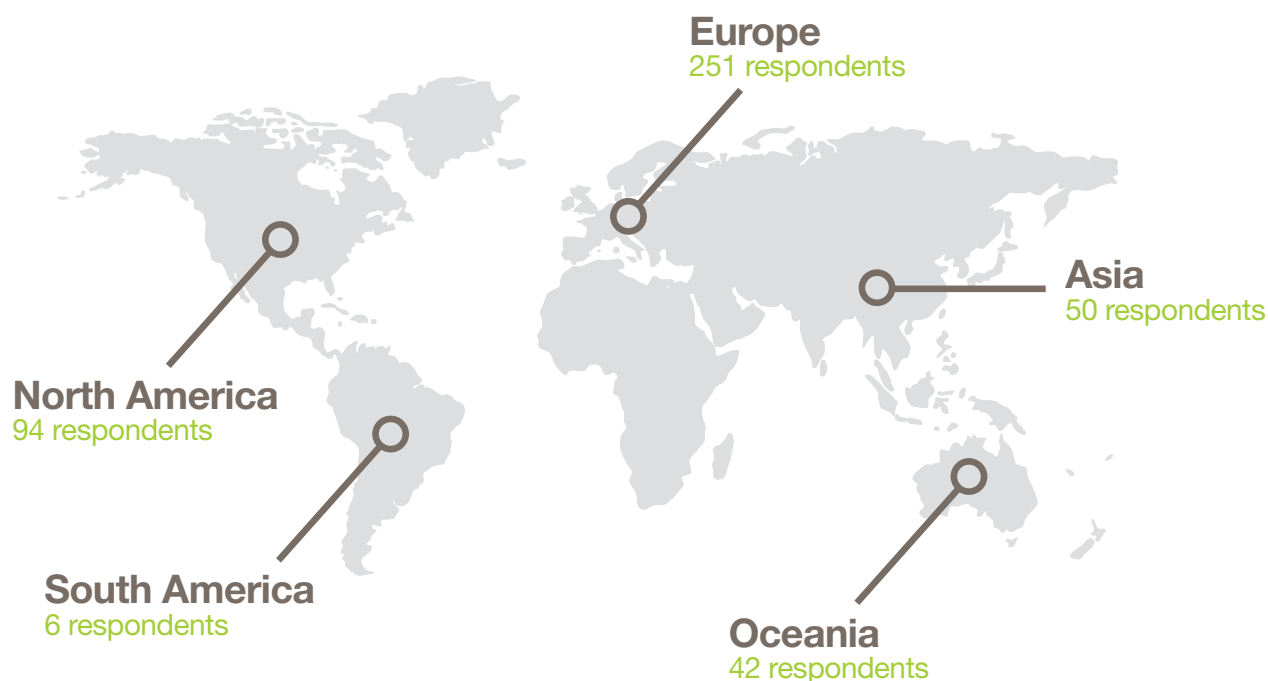 Europe
251 respondents
Asia
50 respondents
North America
94 respondents
South America
6 respondents
Oceania
42 respondents